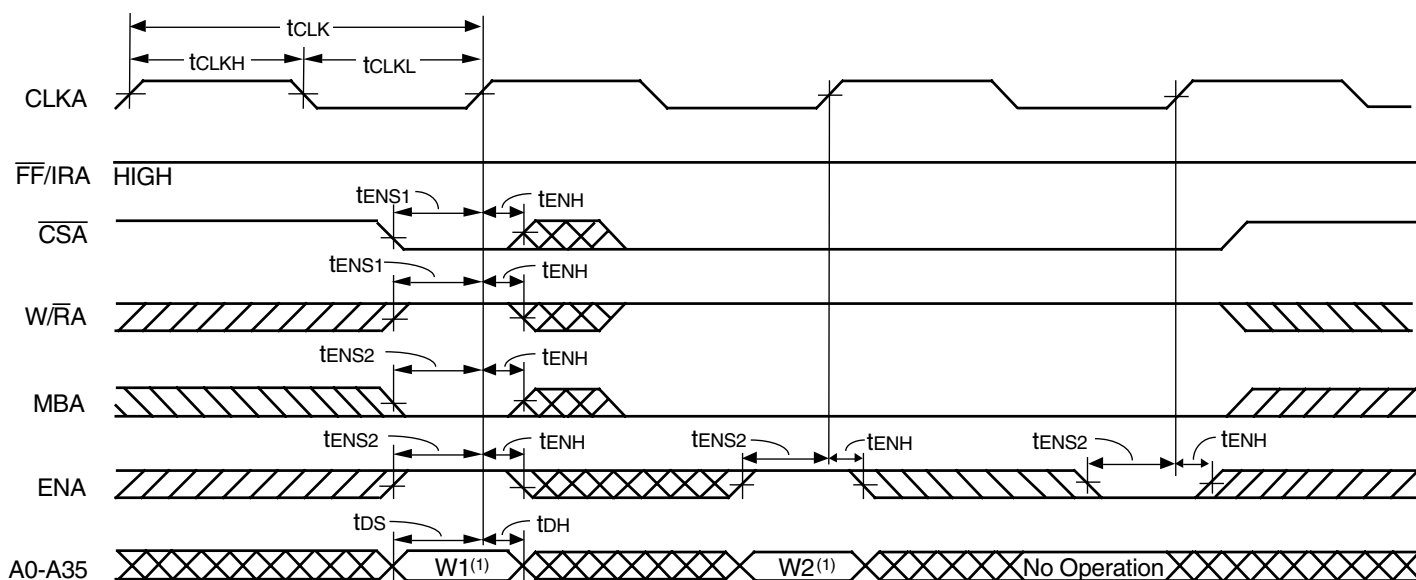 tCLK
tCLKH
tCLKL
CLKA
FF/IRA HIGH
tENS1
tENH
CSA
tENS1
tENH
W/RA
tENS2
tENH
MBA
tENS2
tENH
tENS2
tENH
tENS2
tENH
ENA
tDS
tDH
A0-A35
W1(1)
W2(1)
No Operation